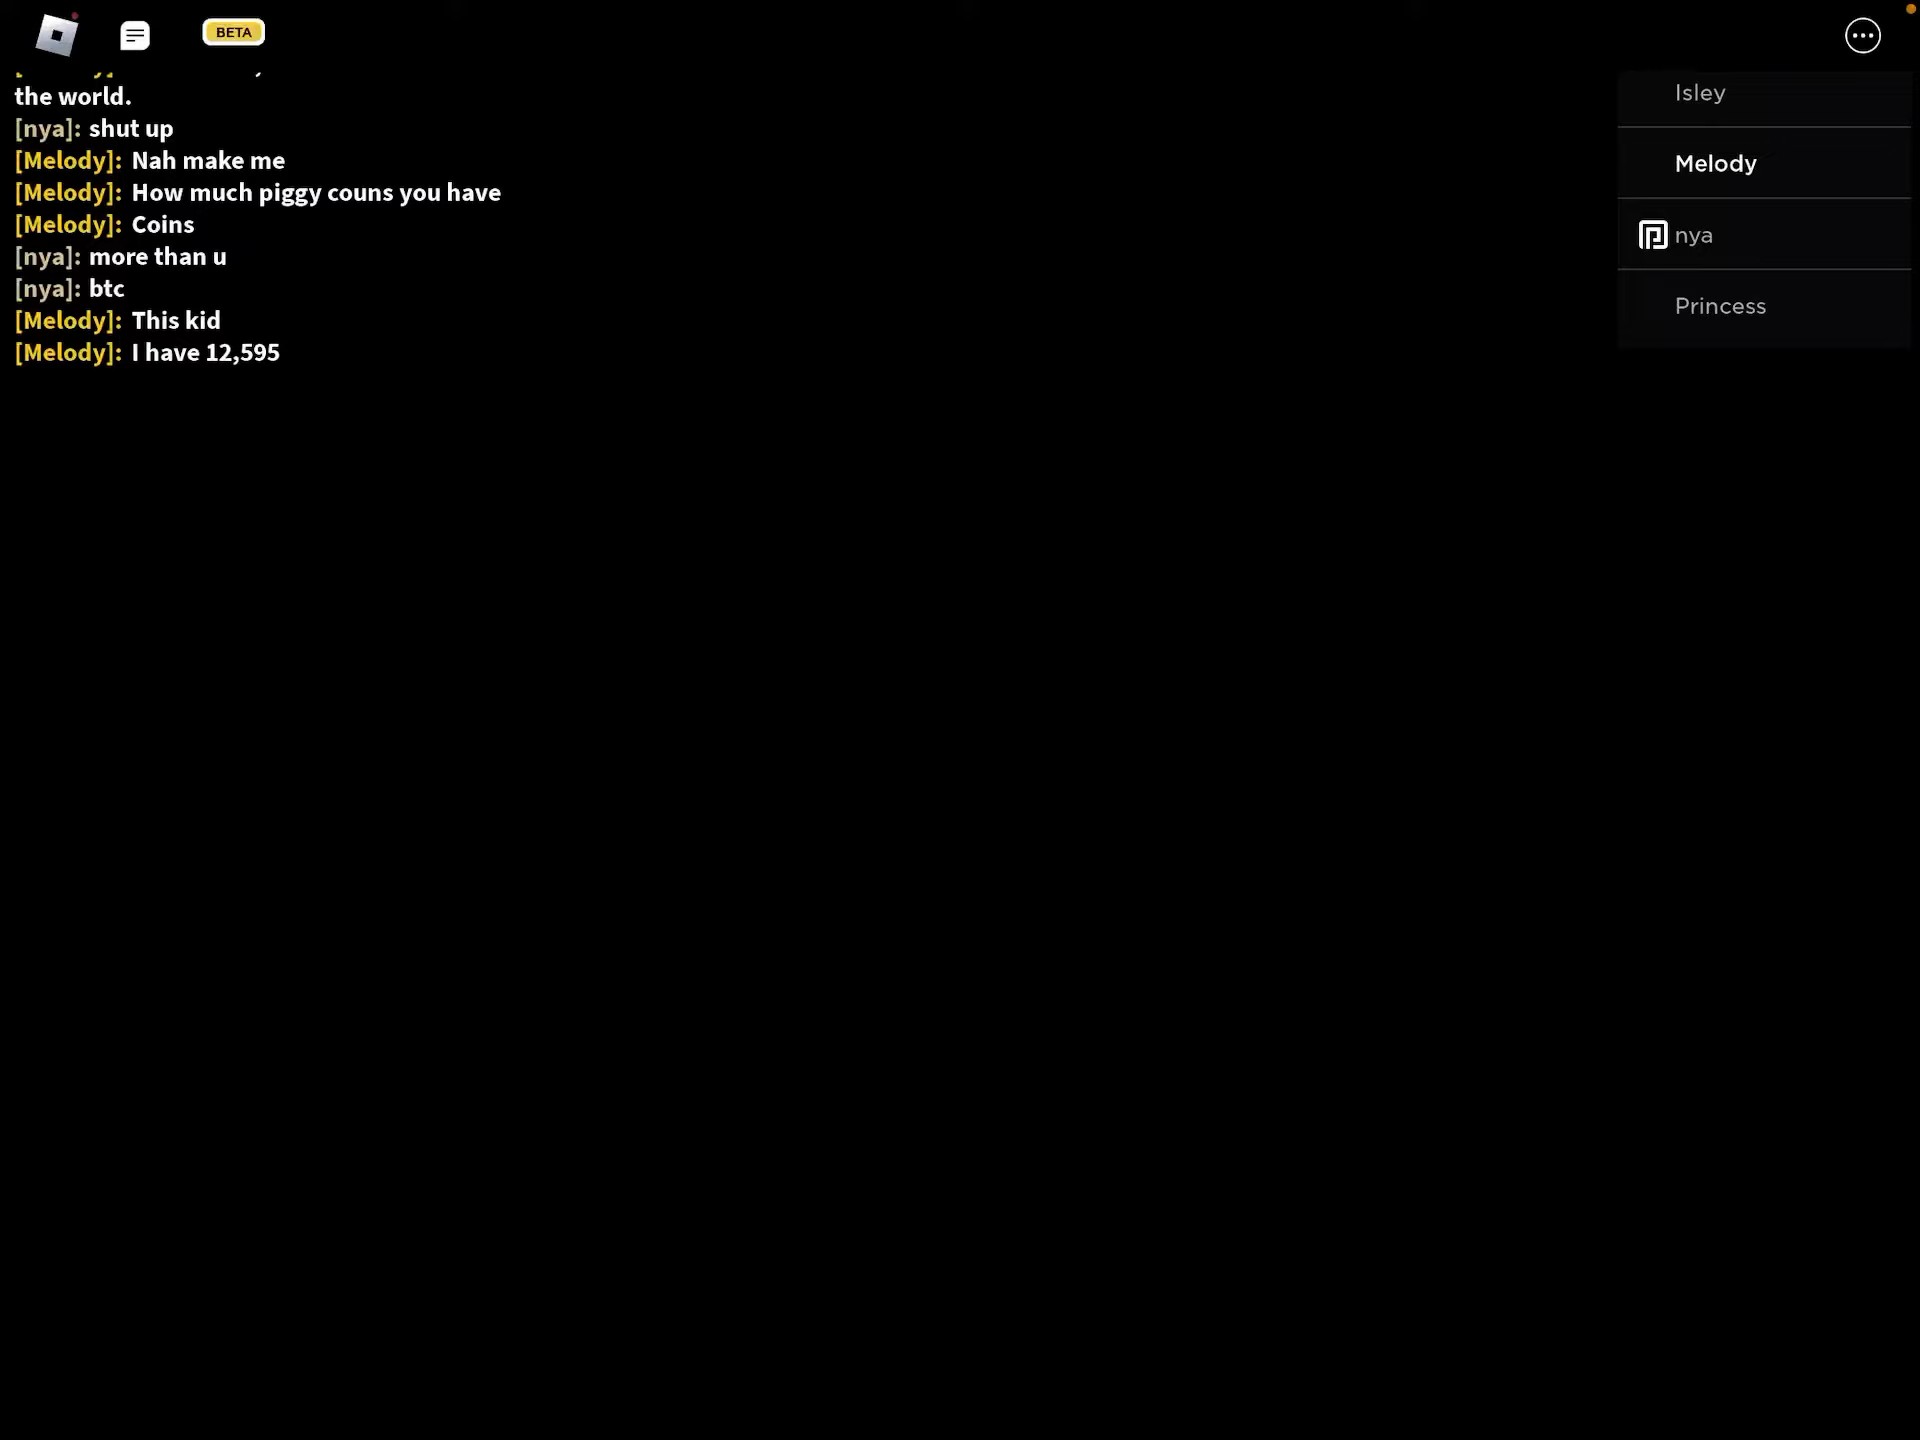 BETA
the world.
[nya]: shut up
[Melody]: Nah make me
[Melody]: How much piggy couns you have
[Melody]: Coins
[nya]: more than u
[nya]: btc
[Melody]: This kid
[Melody]: I have 12,595
Isley
Melody
nya
Princess